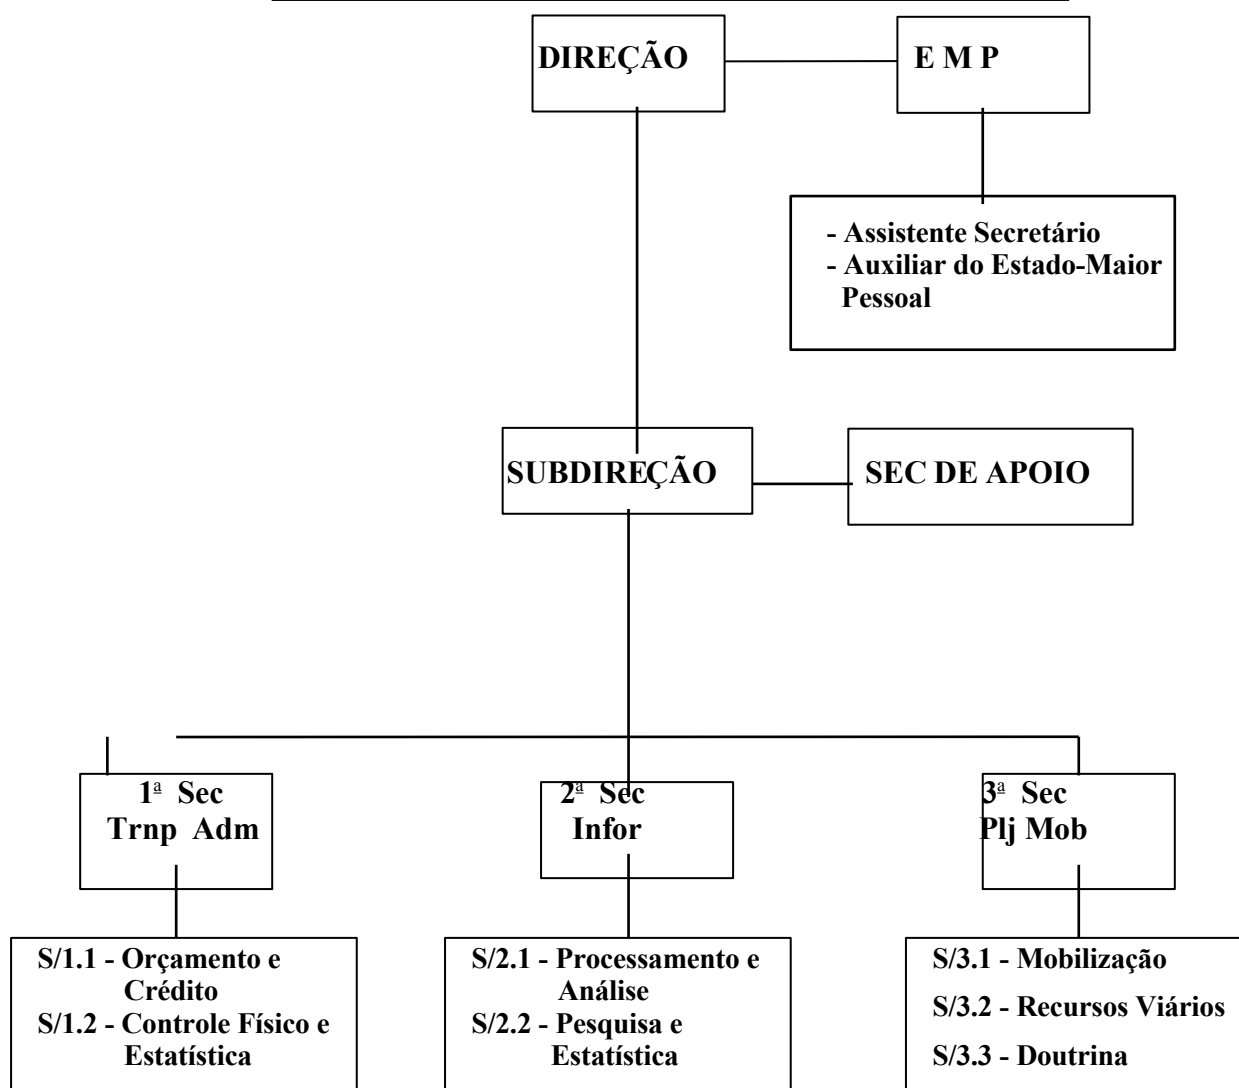 DIREÇÃO
E M P
- Assistente Secretário
- Auxiliar do Estado-Maior
Pessoal
SUBDIREÇÃO
SEC DE APOIO
1ª Sec
Trnp Adm
2ª Sec
Infor
3ª Sec
Plj Mob
S/1.1 - Orçamento e
Crédito
S/1.2 - Controle Físico e
Estatística
S/2.1 - Processamento e
Análise
S/2.2 - Pesquisa e
Estatística
S/3.1 - Mobilização
S/3.2 - Recursos Viários
S/3.3 - Doutrina